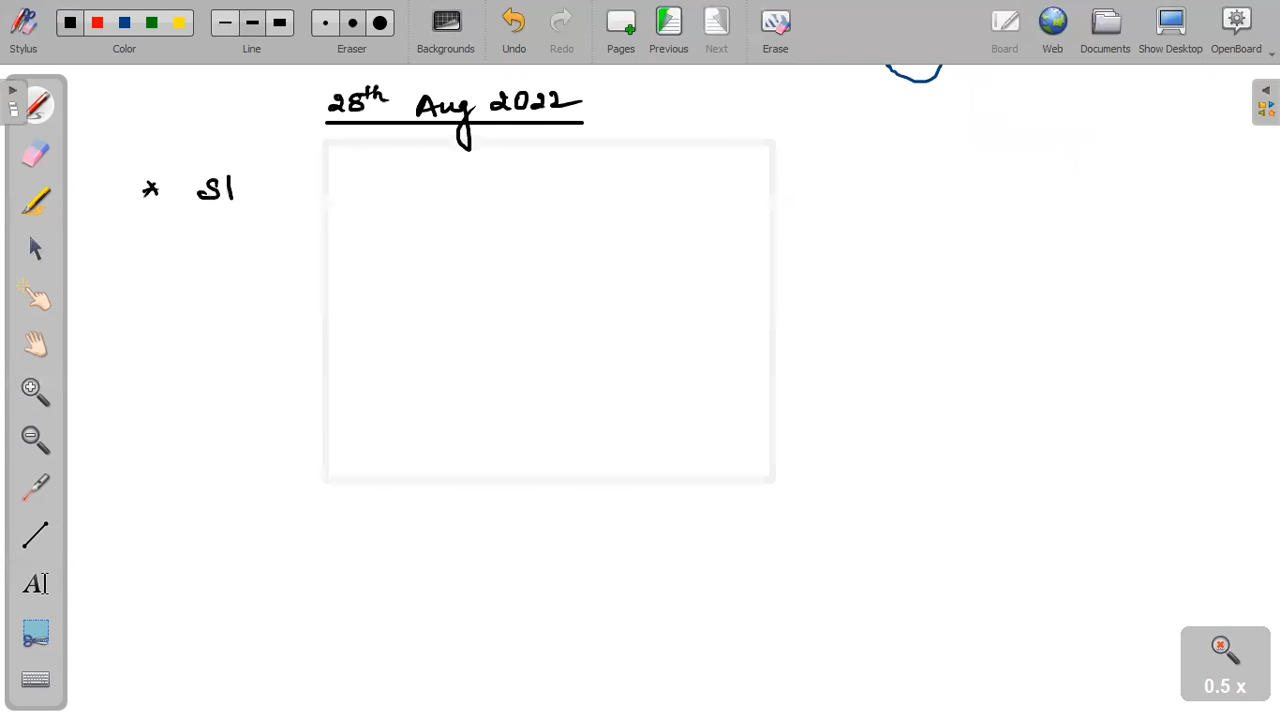 Stylus
Color
Line
Eraser
Backgrounds
Undo
Redo
Pages
Previous
Next
Erase
Board
Web
Documents
Show Desktop
OpenBoard
28th Aug 2022
* Sl
A
0.5 x